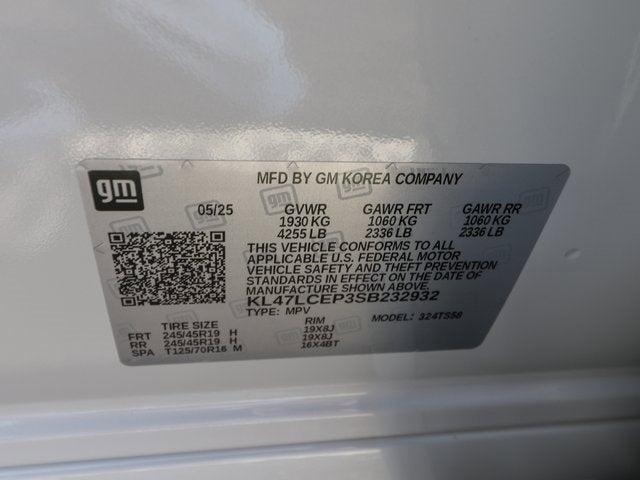 gm
MFD BY GM KOREA COMPANY
05/25 GVWR GAWR FRT GAWR RR
1930 KG 1060 KG 1060 KG
4255 LB 2336 LB 2336 LB
THIS VEHICLE CONFORMS TO ALL
APPLICABLE U.S. FEDERAL MOTOR
VEHICLE SAFETY AND THEFT PREVENTION
STANDARDS IN EFFECT ON THE DATE OF
MANUFACTURE SHOWN ABOVE.
KL47LCEP3SB232932
TYPE: MPV MODEL: 324TS58
TIRE SIZE RIM
FRT 245/45R19 H 19X8J
RR 245/45R19 H 19X8J
SPA T125/70R16 M 16X4BT